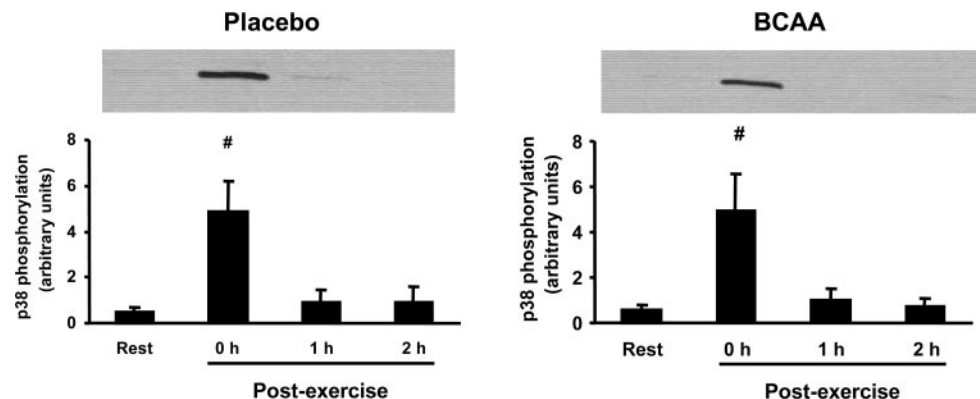 Placebo
#
p38 phosphorylation
(arbitrary units)
8
6
4
2
0
Rest 0 h 1 h 2 h
Post-exercise
BCAA
#
p38 phosphorylation
(arbitrary units)
8
6
4
2
0
Rest 0 h 1 h 2 h
Post-exercise